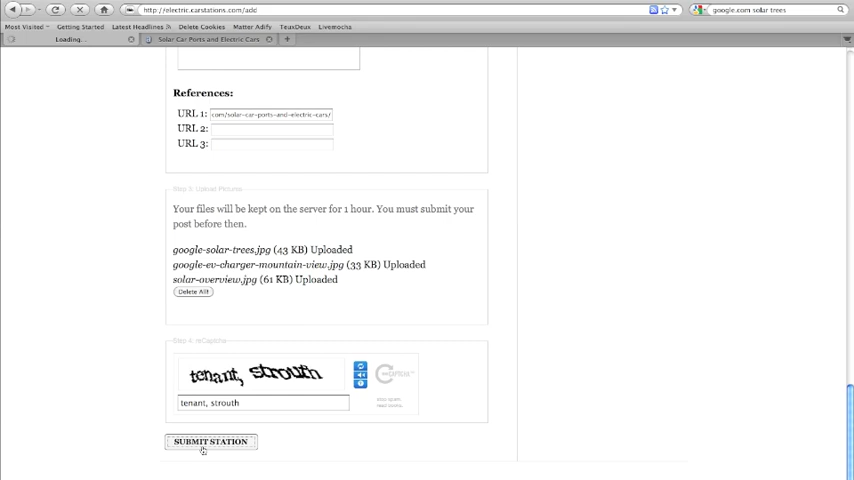 http://electric.carstations.com/add
google.com solar trees
Most Visited
Getting Started
Latest Headlines
Delete Cookies
Matter Adify
TeuxDeux
Livemocha
Loading...
Solar Car Ports and Electric Cars
References:
URL 1: com/solar-car-ports-and-electric-cars/
URL 2:
URL 3:
Step 3: Upload Pictures
Your files will be kept on the server for 1 hour. You must submit your
post before then.
google-solar-trees.jpg (43 KB) Uploaded
google-ev-charger-mountain-view.jpg (33 KB) Uploaded
solar-overview.jpg (61 KB) Uploaded
Delete All!
Step 4: reCaptcha
tenant, strouth
tenant, strouth
SUBMIT STATION